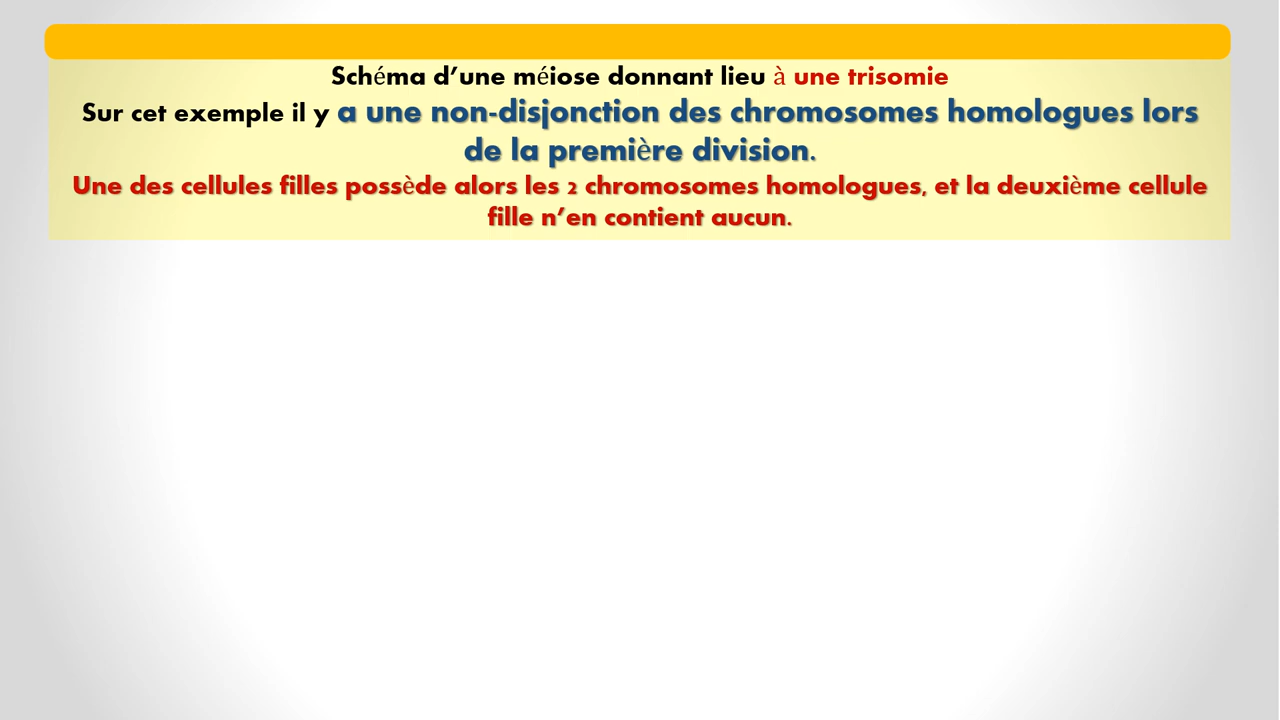 Schéma d’une méiose donnant lieu à une trisomie
Sur cet exemple il y a une non-disjonction des chromosomes homologues lors
de la première division.
Une des cellules filles possède alors les 2 chromosomes homologues, et la deuxième cellule
fille n’en contient aucun.